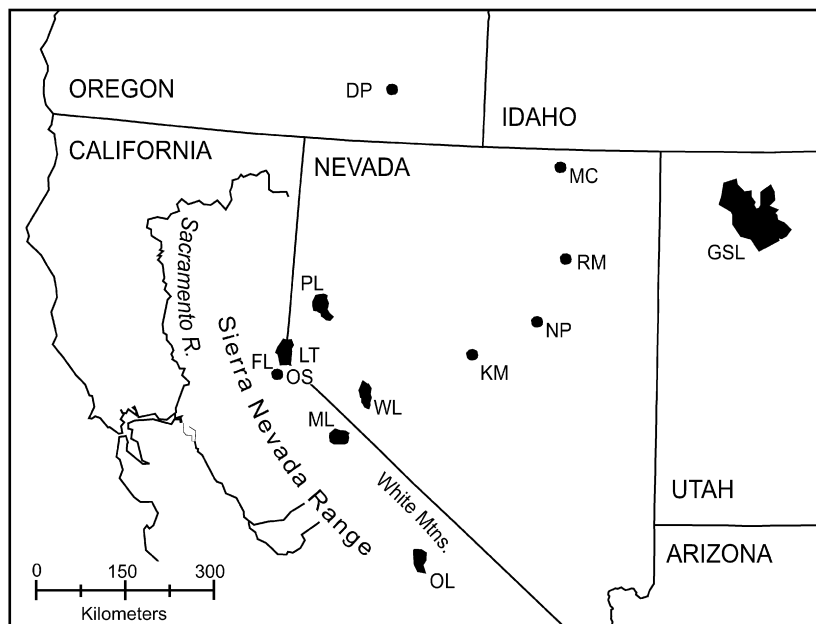 DP
OREGON
IDAHO
CALIFORNIA
NEVADA
MC
Sacramento R.
GSL
RM
PL
NP
Sierra Nevada Range
FL
LT
OS
KM
WL
ML
White Mtns.
UTAH
ARIZONA
OL
0 150 300
Kilometers